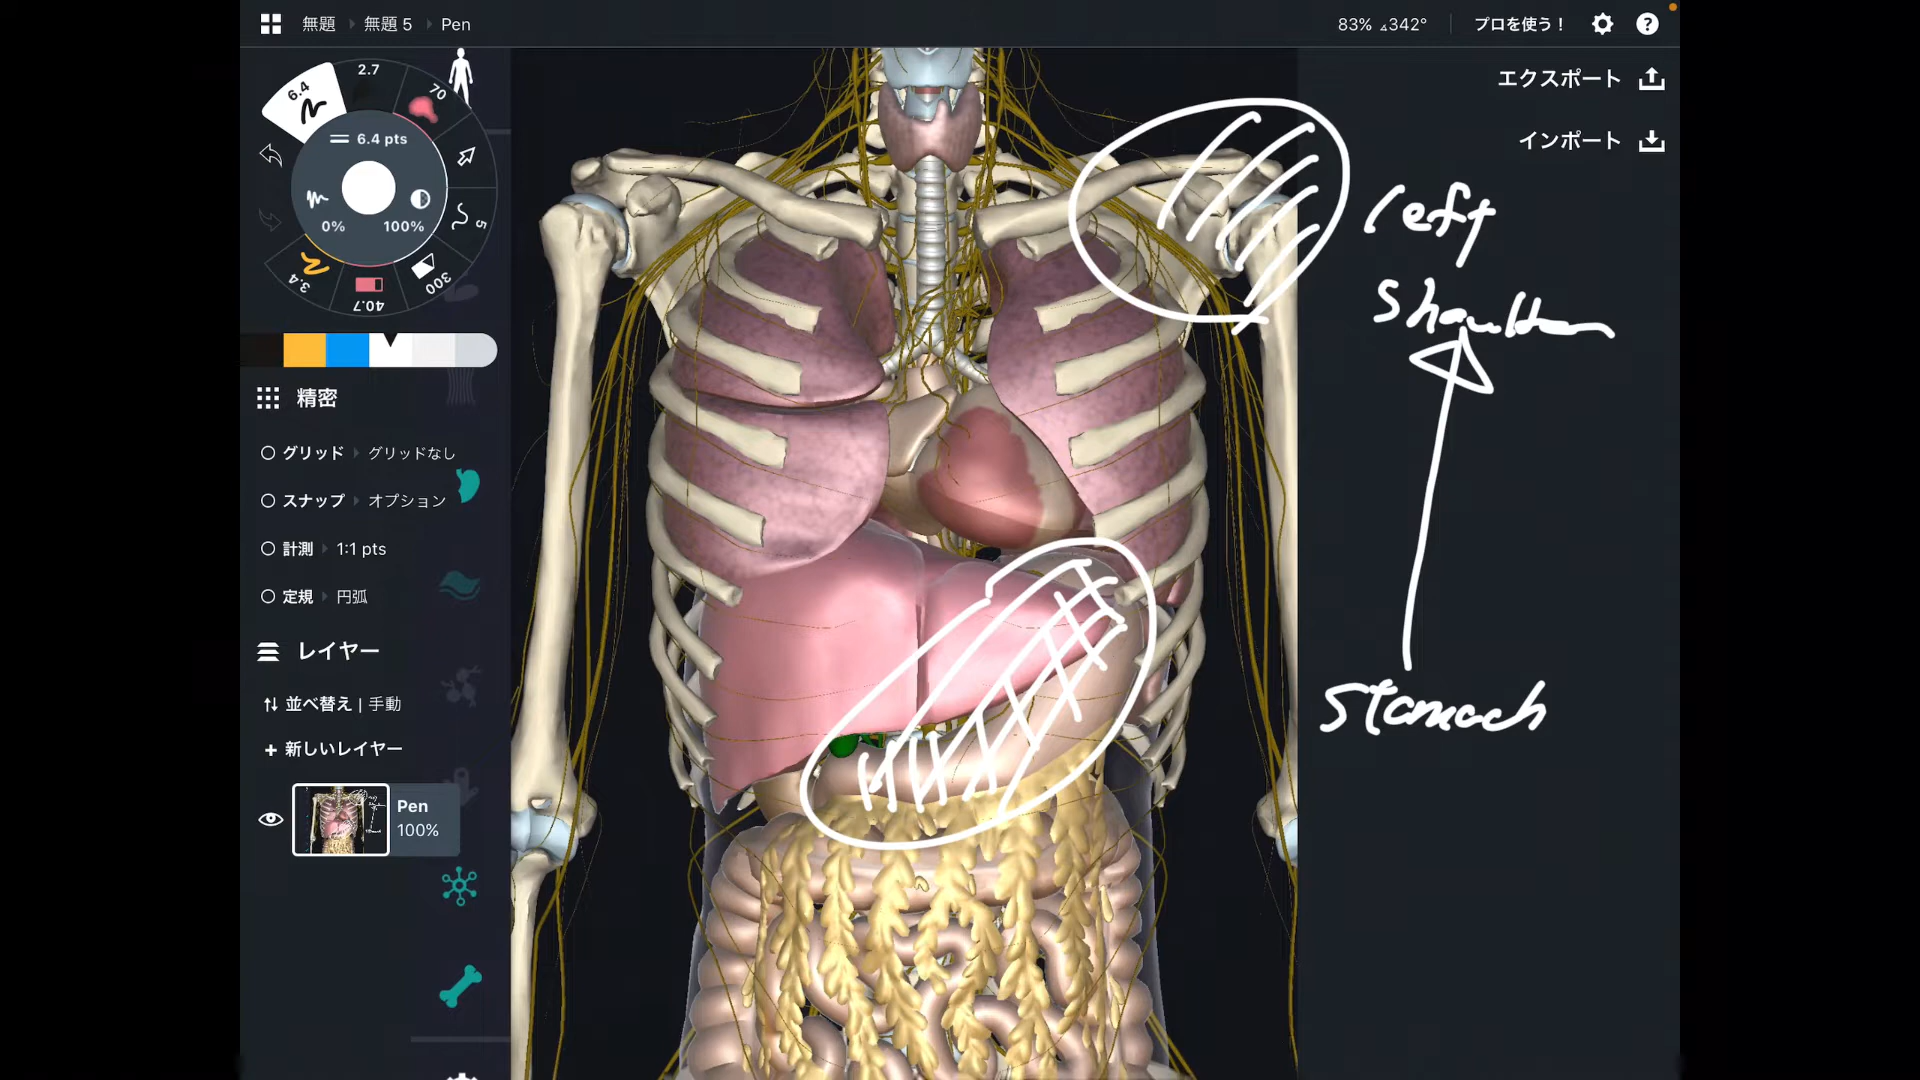 無題 無題 5 Pen
83% ⊿342°
プロを使う！
エクスポート
インポート
6.4
2.7
70
5
300
40.7
3.4
6.4 pts
0% 100%
精密
グリッド グリッドなし
スナップ オプション
計測 1:1 pts
定規 円弧
レイヤー
並べ替え | 手動
+ 新しいレイヤー
Pen
100%
left
Shoulder
Stomach